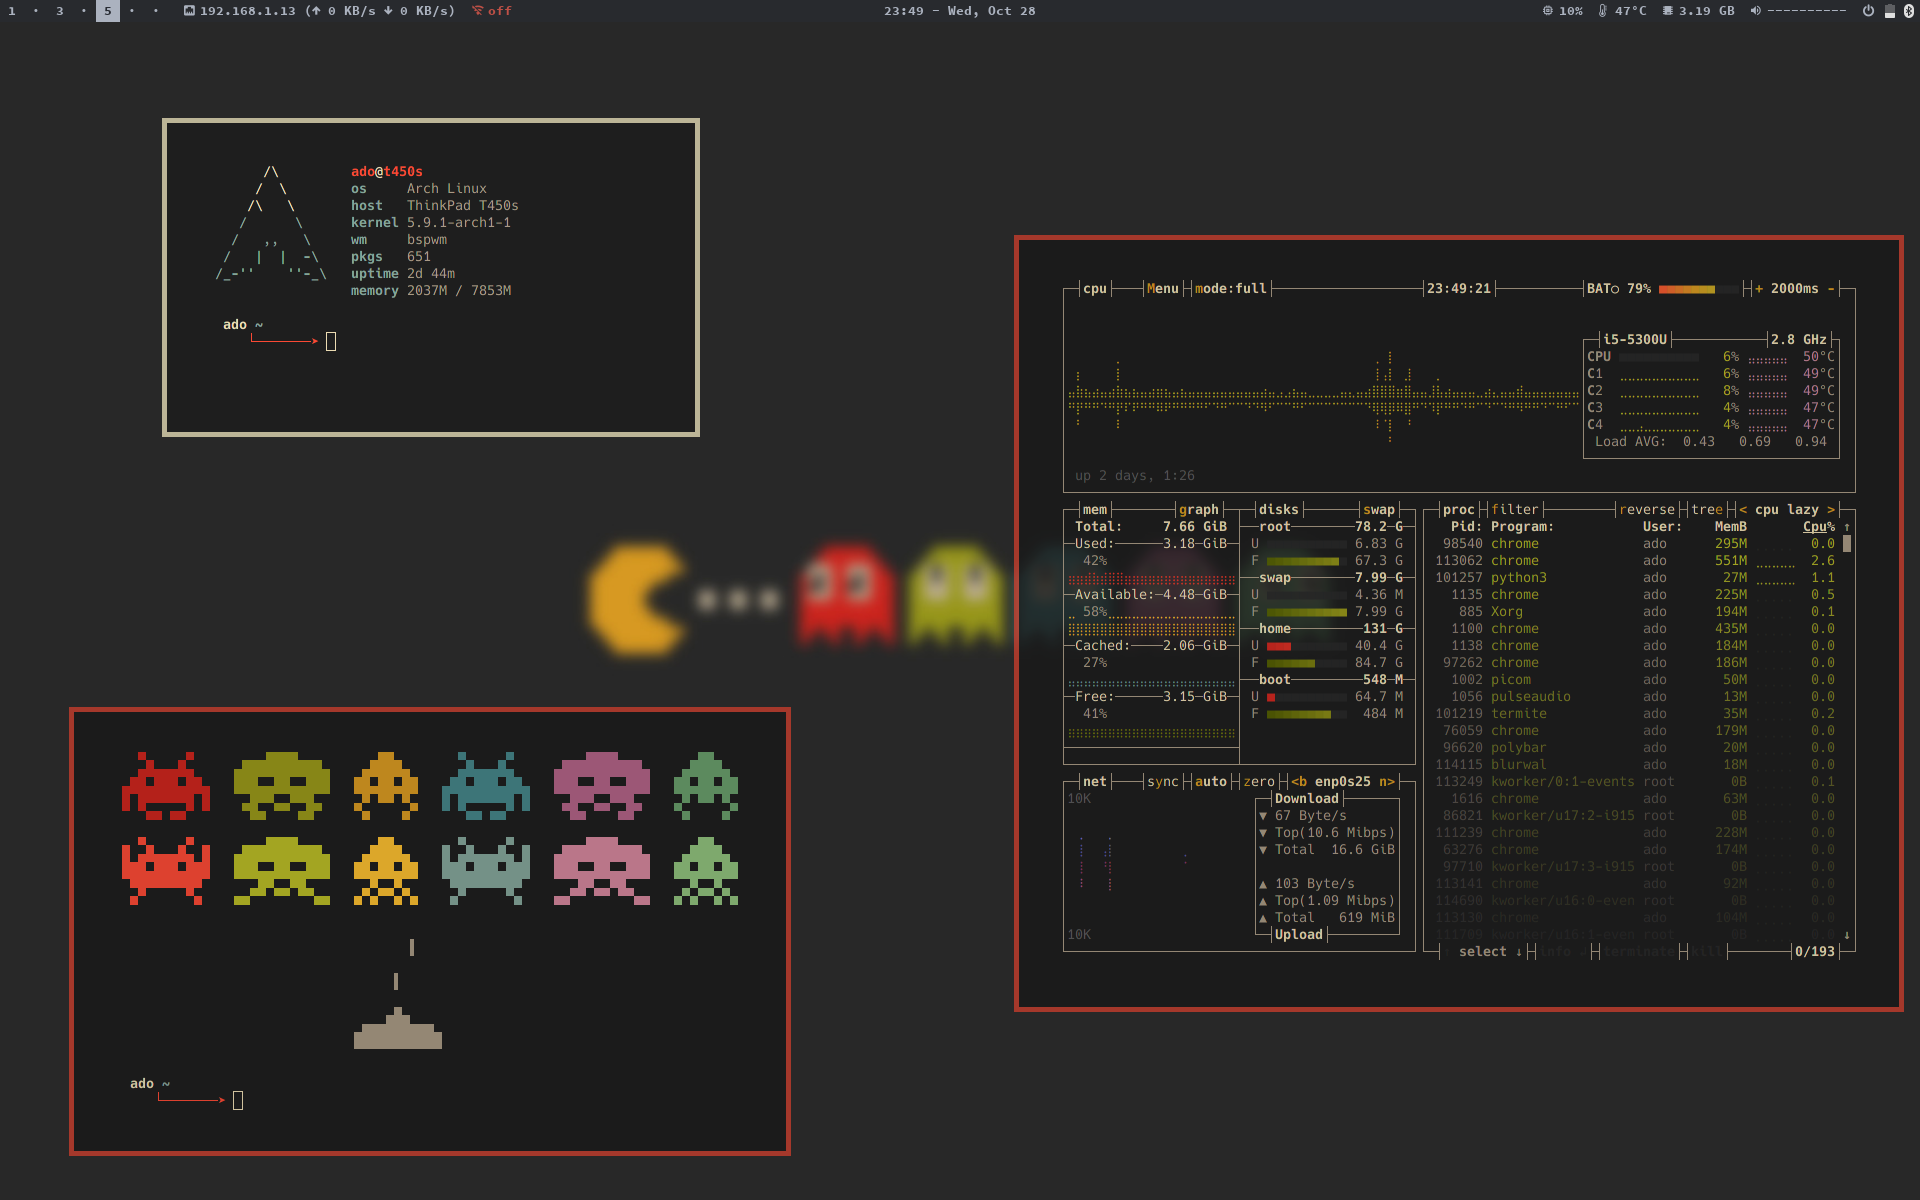 1 · 3 · 5 · · 192.168.1.13 (↑ 0 KB/s ↓ 0 KB/s) off
23:49 - Wed, Oct 28
10% 47°C 3.19 GB ----------
ado@t450s
os Arch Linux
host ThinkPad T450s
kernel 5.9.1-arch1-1
wm bspwm
pkgs 651
uptime 2d 44m
memory 2037M / 7853M
ado ~
ado ~
cpu Menu mode:full 23:49:21 BAT○ 79% + 2000ms -
i5-5300U 2.8 GHz
CPU 6% 50°C
C1 6% 49°C
C2 8% 49°C
C3 4% 47°C
C4 4% 47°C
Load AVG: 0.43 0.69 0.94
up 2 days, 1:26
mem graph
Total: 7.66 GiB
Used: 3.18 GiB
42%
Available: 4.48 GiB
58%
Cached: 2.06 GiB
27%
Free: 3.15 GiB
41%
disks swap
root 78.2 G
U 6.83 G
F 67.3 G
swap 7.99 G
U 4.36 M
F 7.99 G
home 131 G
U 40.4 G
F 84.7 G
boot 548 M
U 64.7 M
F 484 M
net sync auto zero <b enp0s25 n>
10K
Download
▼ 67 Byte/s
▼ Top(10.6 Mibps)
▼ Total 16.6 GiB
▲ 103 Byte/s
▲ Top(1.09 Mibps)
▲ Total 619 MiB
10K
Upload
proc filter reverse tree < cpu lazy >
Pid: Program: User: MemB Cpu% ↑
98540 chrome ado 295M 0.0
113062 chrome ado 551M 2.6
101257 python3 ado 27M 1.1
1135 chrome ado 225M 0.5
885 Xorg ado 194M 0.1
1100 chrome ado 435M 0.0
1138 chrome ado 184M 0.0
97262 chrome ado 186M 0.0
1002 picom ado 50M 0.0
1056 pulseaudio ado 13M 0.0
101219 termite ado 35M 0.2
76059 chrome ado 179M 0.0
96620 polybar ado 20M 0.0
114115 blurwal ado 18M 0.0
113249 kworker/0:1-events root 0B 0.1
1616 chrome ado 63M 0.0
86821 kworker/u17:2-i915 root 0B 0.0
111239 chrome ado 228M 0.0
63276 chrome ado 174M 0.0
97710 kworker/u17:3-i915 root 0B 0.0
113141 chrome ado 92M 0.0
114690 kworker/u16:0-even root 0B 0.0
113130 chrome ado 104M 0.0
111709 kworker/u16:1-even root 0B 0.0 ↓
select ↓ info terminate kill 0/193